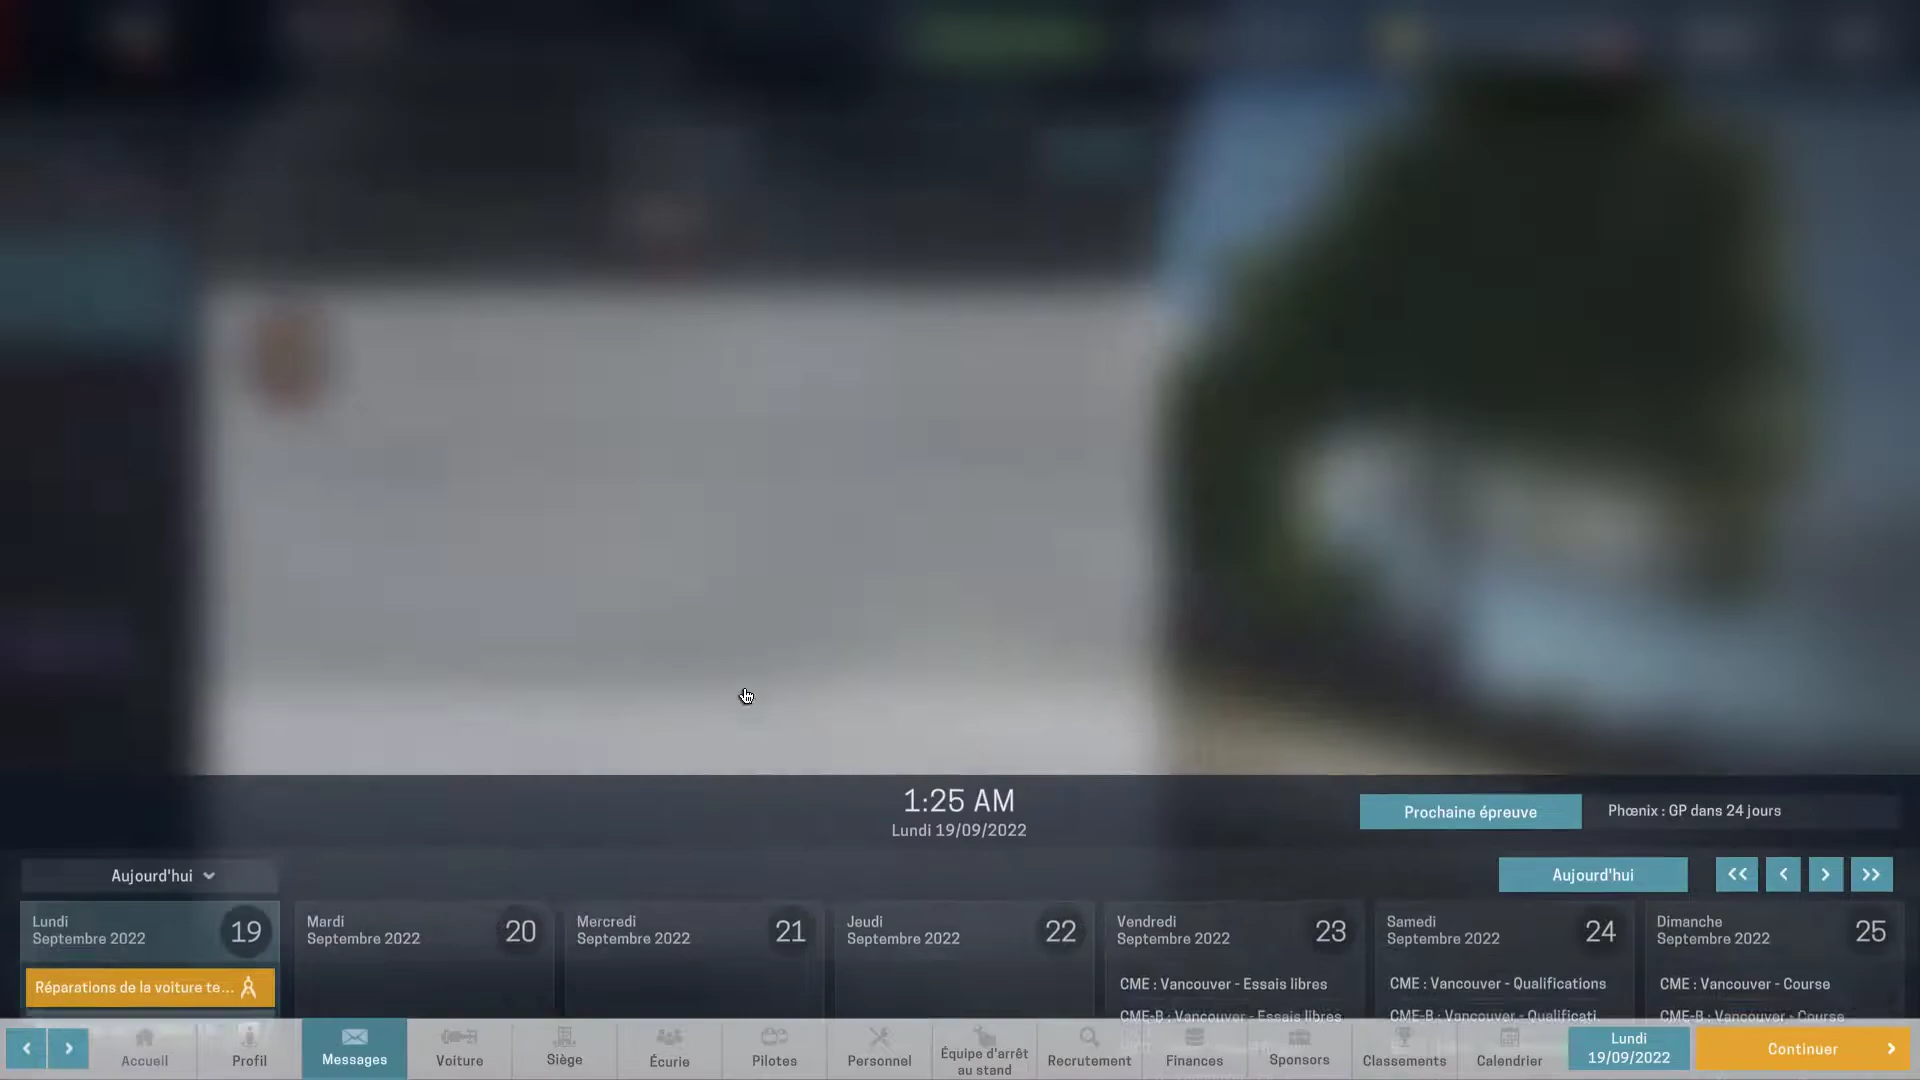 1:25 AM
Lundi 19/09/2022
Prochaine épreuve
Phœnix : GP dans 24 jours
Aujourd'hui
Aujourd'hui
Lundi
Septembre 2022
19
Mardi
Septembre 2022
20
Mercredi
Septembre 2022
21
Jeudi
Septembre 2022
22
Vendredi
Septembre 2022
23
Samedi
Septembre 2022
24
Dimanche
Septembre 2022
25
Réparations de la voiture te...
CME : Vancouver - Essais libres
CME : Vancouver - Qualifications
CME : Vancouver - Course
CME-B : Vancouver - Essais libres
CME-B : Vancouver - Qualificati...
CME-B : Vancouver - Course
Accueil
Profil
Messages
Voiture
Siège
Écurie
Pilotes
Personnel
Équipe d'arrêt
au stand
Recrutement
Finances
Sponsors
Classements
Calendrier
Lundi
19/09/2022
Continuer